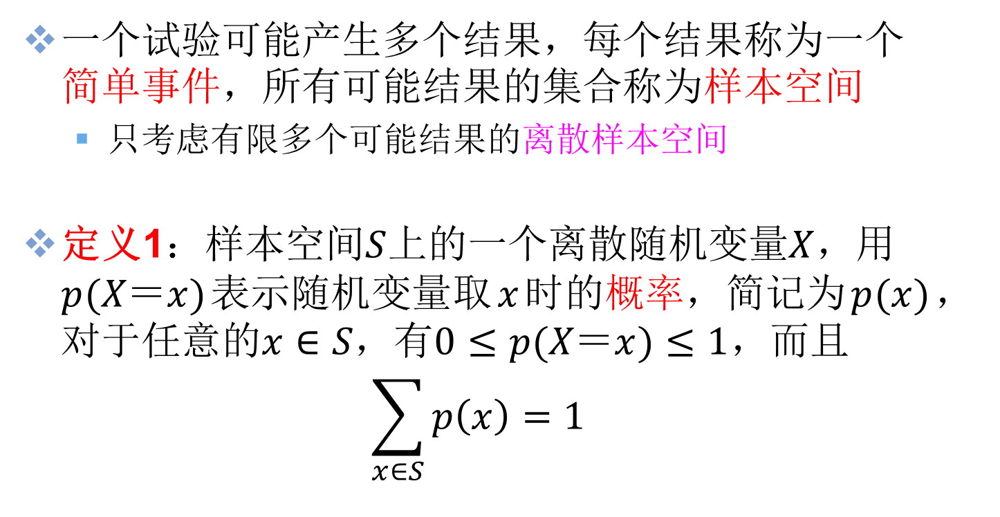 一个试验可能产生多个结果，每个结果称为一个
简单事件，所有可能结果的集合称为样本空间
只考虑有限多个可能结果的离散样本空间
定义1：样本空间S上的一个离散随机变量X，用
p(X＝x)表示随机变量取x时的概率，简记为p(x)，
对于任意的x ∈ S，有0 ≤ p(X＝x) ≤ 1，而且
∑ p(x) = 1
x∈S